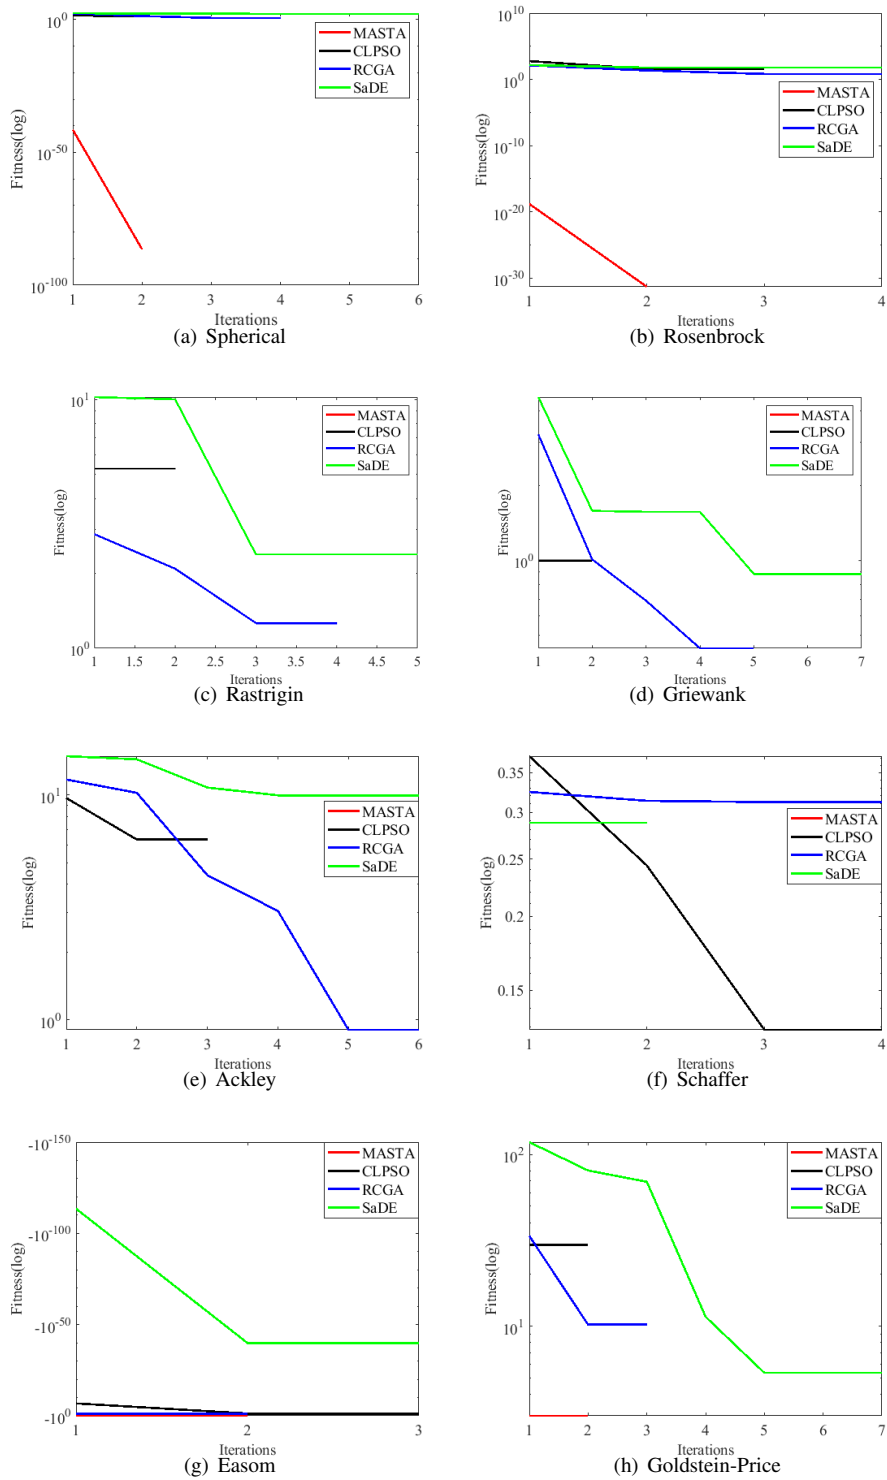 10^0
10^-50
10^-100
Fitness(log)
MASTA
CLPSO
RCGA
SaDE
1 2 3 4 5 6
Iterations
(a) Spherical
10^10
10^0
10^-10
10^-20
10^-30
Fitness(log)
MASTA
CLPSO
RCGA
SaDE
1 2 3 4
Iterations
(b) Rosenbrock
10^1
10^0
Fitness(log)
MASTA
CLPSO
RCGA
SaDE
1 1.5 2 2.5 3 3.5 4 4.5 5
Iterations
(c) Rastrigin
10^0
Fitness(log)
MASTA
CLPSO
RCGA
SaDE
1 2 3 4 5 6 7
Iterations
(d) Griewank
10^1
10^0
Fitness(log)
MASTA
CLPSO
RCGA
SaDE
1 2 3 4 5 6
Iterations
(e) Ackley
0.35
0.3
0.25
0.2
0.15
Fitness(log)
MASTA
CLPSO
RCGA
SaDE
1 2 3 4
Iterations
(f) Schaffer
-10^-150
-10^-100
-10^-50
-10^0
Fitness(log)
MASTA
CLPSO
RCGA
SaDE
1 2 3
Iterations
(g) Easom
10^2
10^1
Fitness(log)
MASTA
CLPSO
RCGA
SaDE
1 2 3 4 5 6 7
Iterations
(h) Goldstein-Price